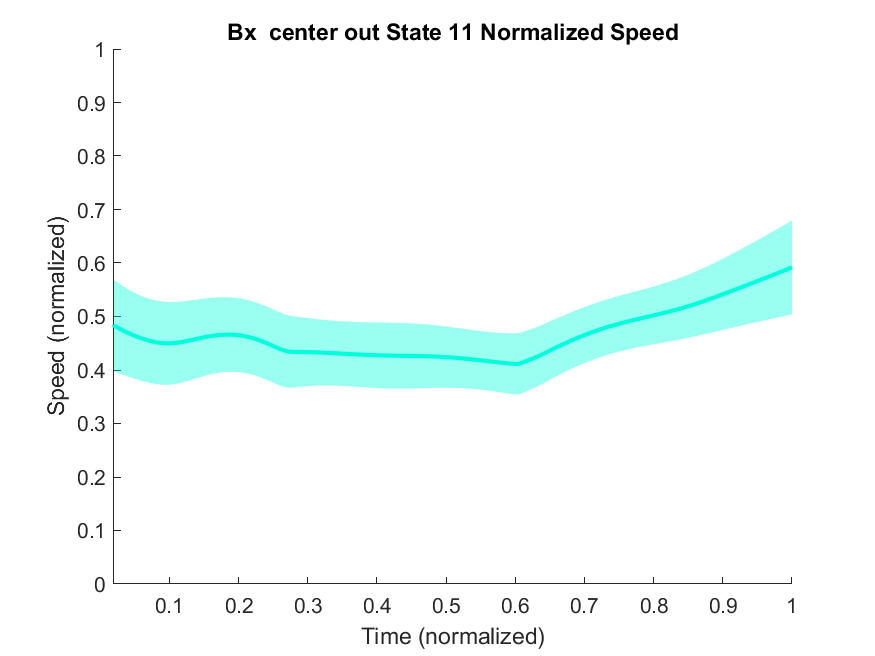 Bx  center out State 11 Normalized Speed
1
0.9
0.8
0.7
0.6
0.5
0.4
0.3
0.2
0.1
0
Speed (normalized)
0.1 0.2 0.3 0.4 0.5 0.6 0.7 0.8 0.9 1
Time (normalized)